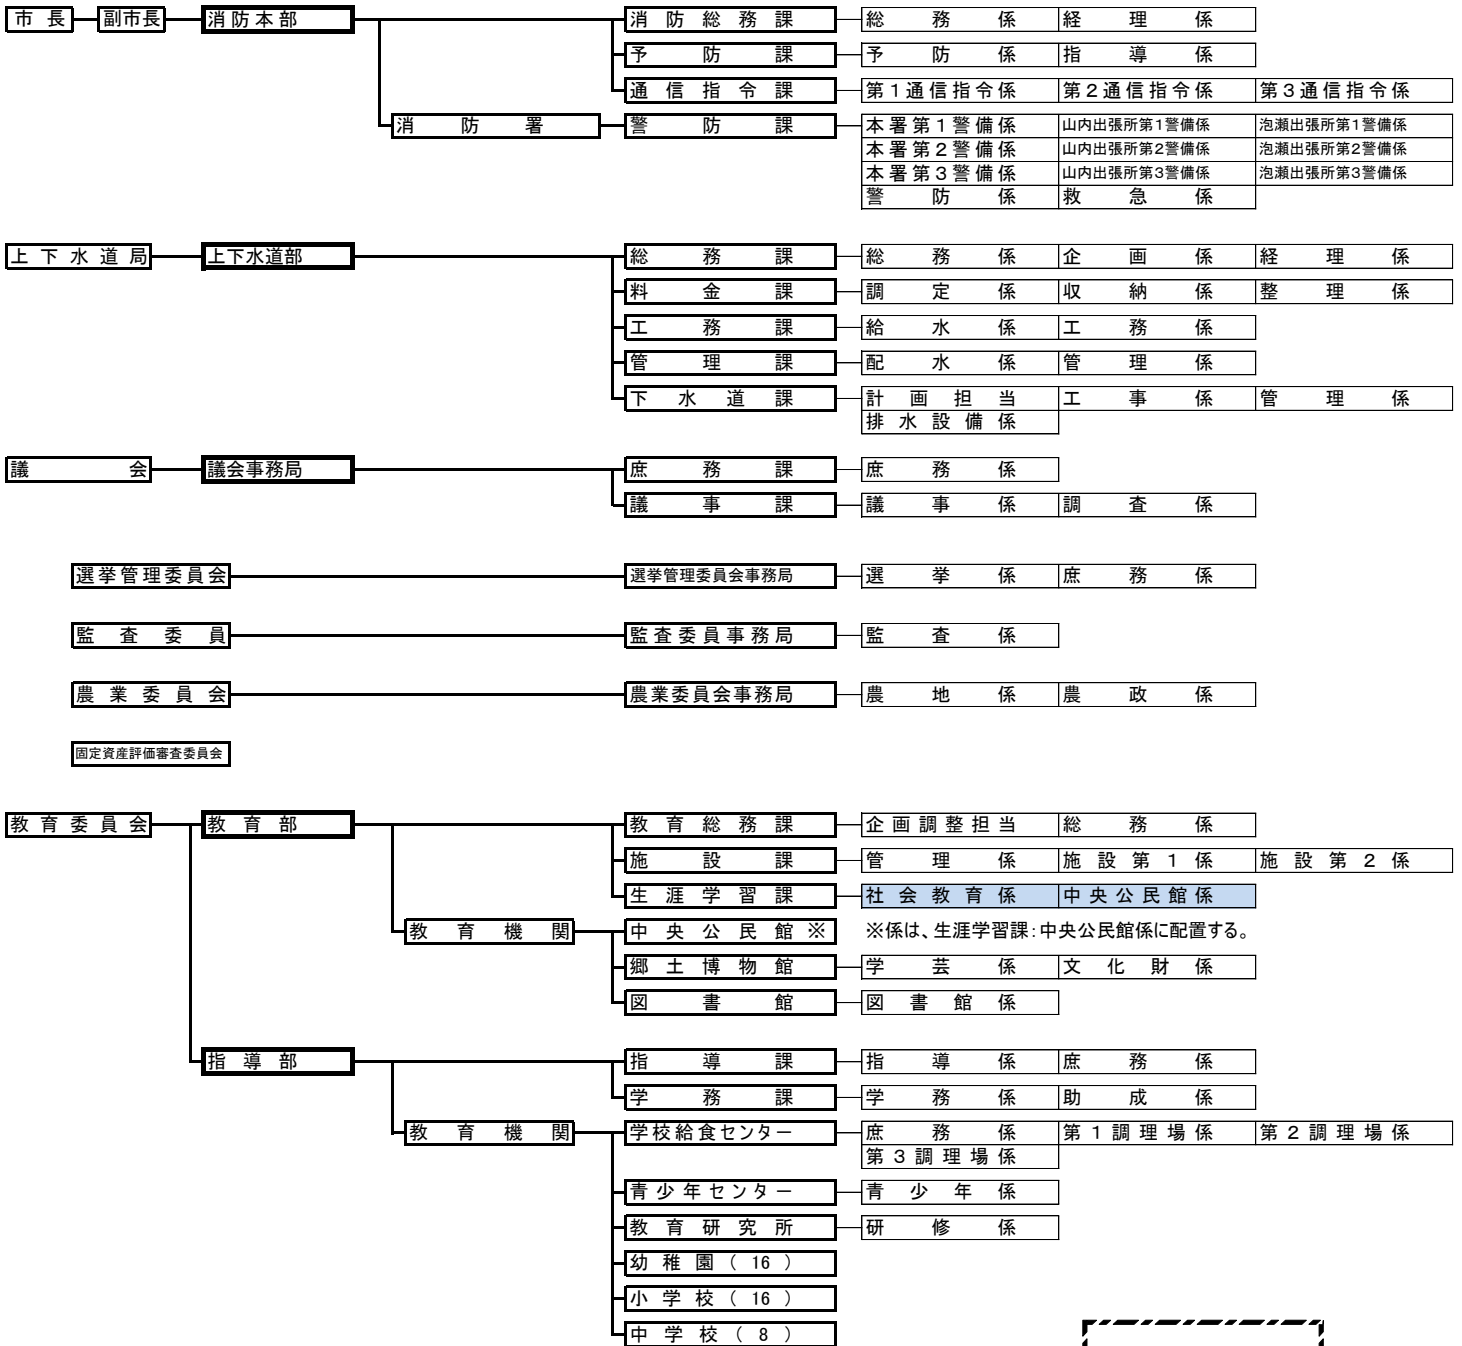 市長 副市長 消防本部 消防総務課 総務係 経理係
予防課 予防係 指導係
通信指令課 第1通信指令係 第2通信指令係 第3通信指令係
消防署 警防課 本署第1警備係 山内出張所第1警備係 泡瀬出張所第1警備係
本署第2警備係 山内出張所第2警備係 泡瀬出張所第2警備係
本署第3警備係 山内出張所第3警備係 泡瀬出張所第3警備係
警防係 救急係
上下水道局 上下水道部 総務課 総務係 企画係 経理係
料金課 調定係 収納係 整理係
工務課 給水係 工務係
管理課 配水係 管理係
下水道課 計画担当 工事係 管理係
排水設備係
議会 議会事務局 庶務課 庶務係
議事課 議事係 調査係
選挙管理委員会 選挙管理委員会事務局 選挙係 庶務係
監査委員 監査委員事務局 監査係
農業委員会 農業委員会事務局 農地係 農政係
固定資産評価審査委員会
教育委員会 教育部 教育総務課 企画調整担当 総務係
施設課 管理係 施設第1係 施設第2係
生涯学習課 社会教育係 中央公民館係
教育機関 中央公民館※ ※係は、生涯学習課:中央公民館係に配置する。
郷土博物館 学芸係 文化財係
図書館 図書館係
指導部 指導課 指導係 庶務係
学務課 学務係 助成係
教育機関 学校給食センター 庶務係 第1調理場係 第2調理場係
第3調理場係
青少年センター 青少年係
教育研究所 研修係
幼稚園(16)
小学校(16)
中学校(8)